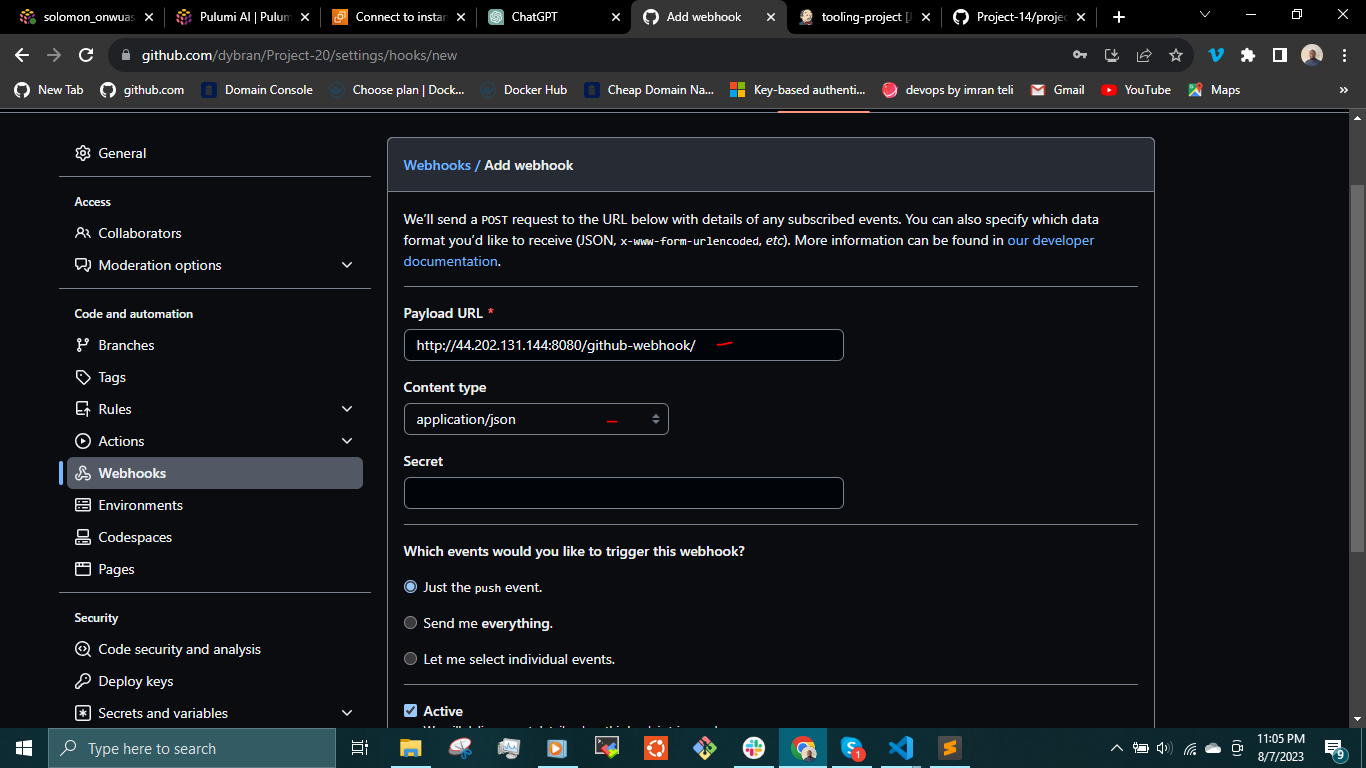 solomon_onwuas
Pulumi AI | Pulum
Connect to instan
ChatGPT
Add webhook
tooling-project [J
Project-14/projec
github.com/dybran/Project-20/settings/hooks/new
New Tab
github.com
Domain Console
Choose plan | Dock...
Docker Hub
Cheap Domain Na...
Key-based authenti...
devops by imran teli
Gmail
YouTube
Maps
»
General
Access
Collaborators
Moderation options
Code and automation
Branches
Tags
Rules
Actions
Webhooks
Environments
Codespaces
Pages
Security
Code security and analysis
Deploy keys
Secrets and variables
Webhooks / Add webhook
We'll send a POST request to the URL below with details of any subscribed events. You can also specify which data
format you'd like to receive (JSON, x-www-form-urlencoded, etc). More information can be found in our developer
documentation.
Payload URL *
http://44.202.131.144:8080/github-webhook/
Content type
application/json
Secret
Which events would you like to trigger this webhook?
Just the push event.
Send me everything.
Let me select individual events.
Active
Type here to search
1
11:05 PM
8/7/2023
9